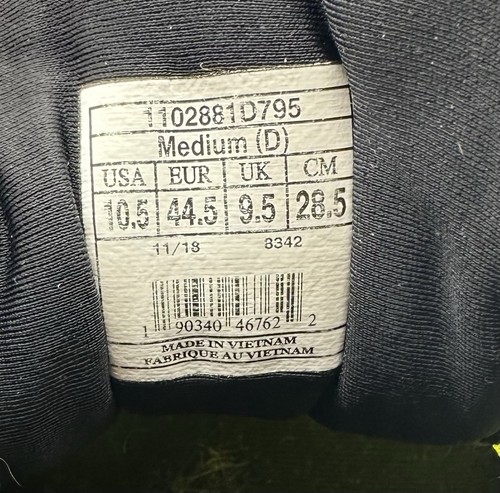 1102881D795
Medium (D)
USA EUR UK CM
10.5 44.5 9.5 28.5
11/18 8342
1 90340 46762 2
MADE IN VIETNAM
FABRIQUE AU VIETNAM